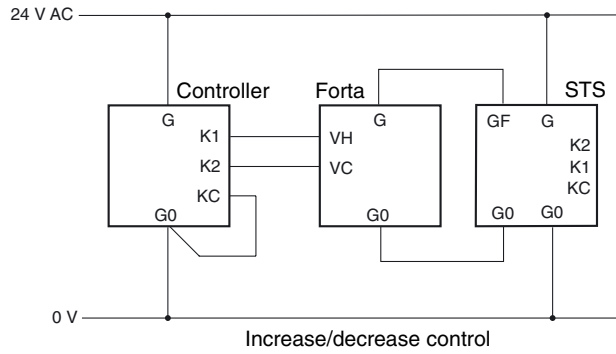 24 V AC
Controller Forta STS
G G GF G
K1 VH K2
K2 VC K1
KC KC
G0 G0 G0 G0
0 V
Increase/decrease control